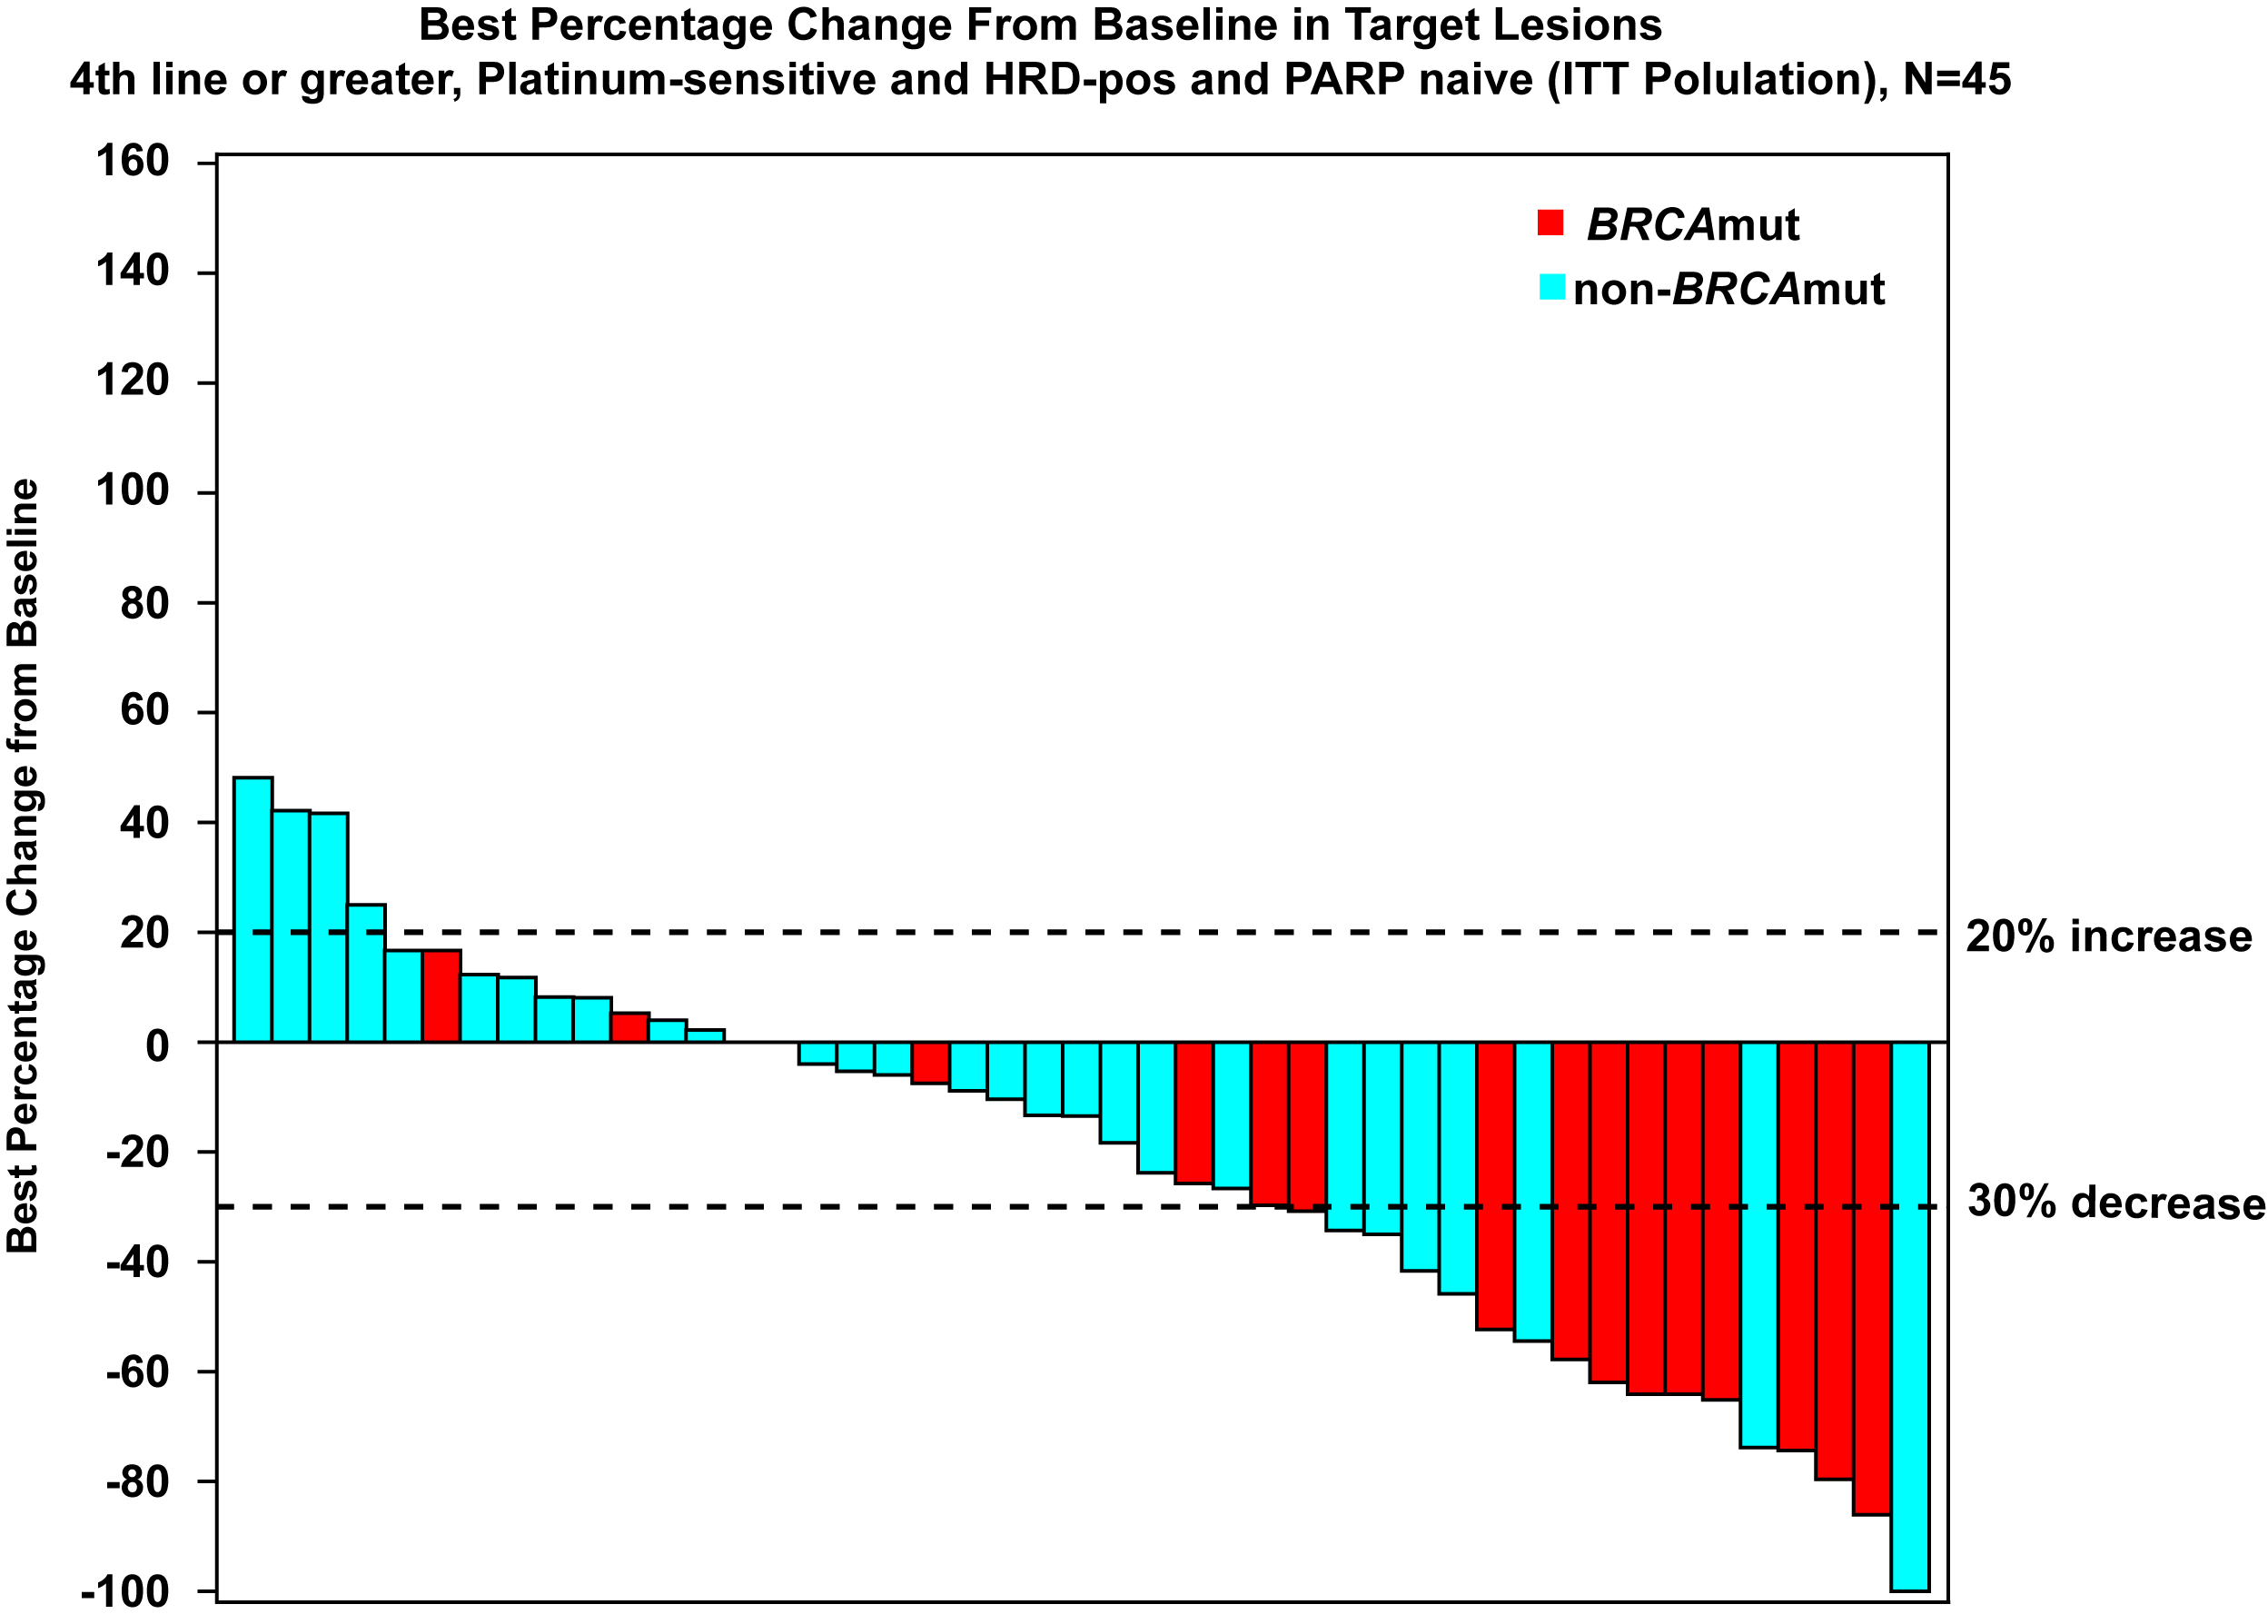 Best Percentage Change From Baseline in Target Lesions
4th line or greater, Platinum-sensitive and HRD-pos and PARP naive (ITT Polulation), N=45
Best Percentage Change from Baseline
160
140
120
100
80
60
40
20
0
-20
-40
-60
-80
-100
BRCAmut
non-BRCAmut
20% increase
30% decrease